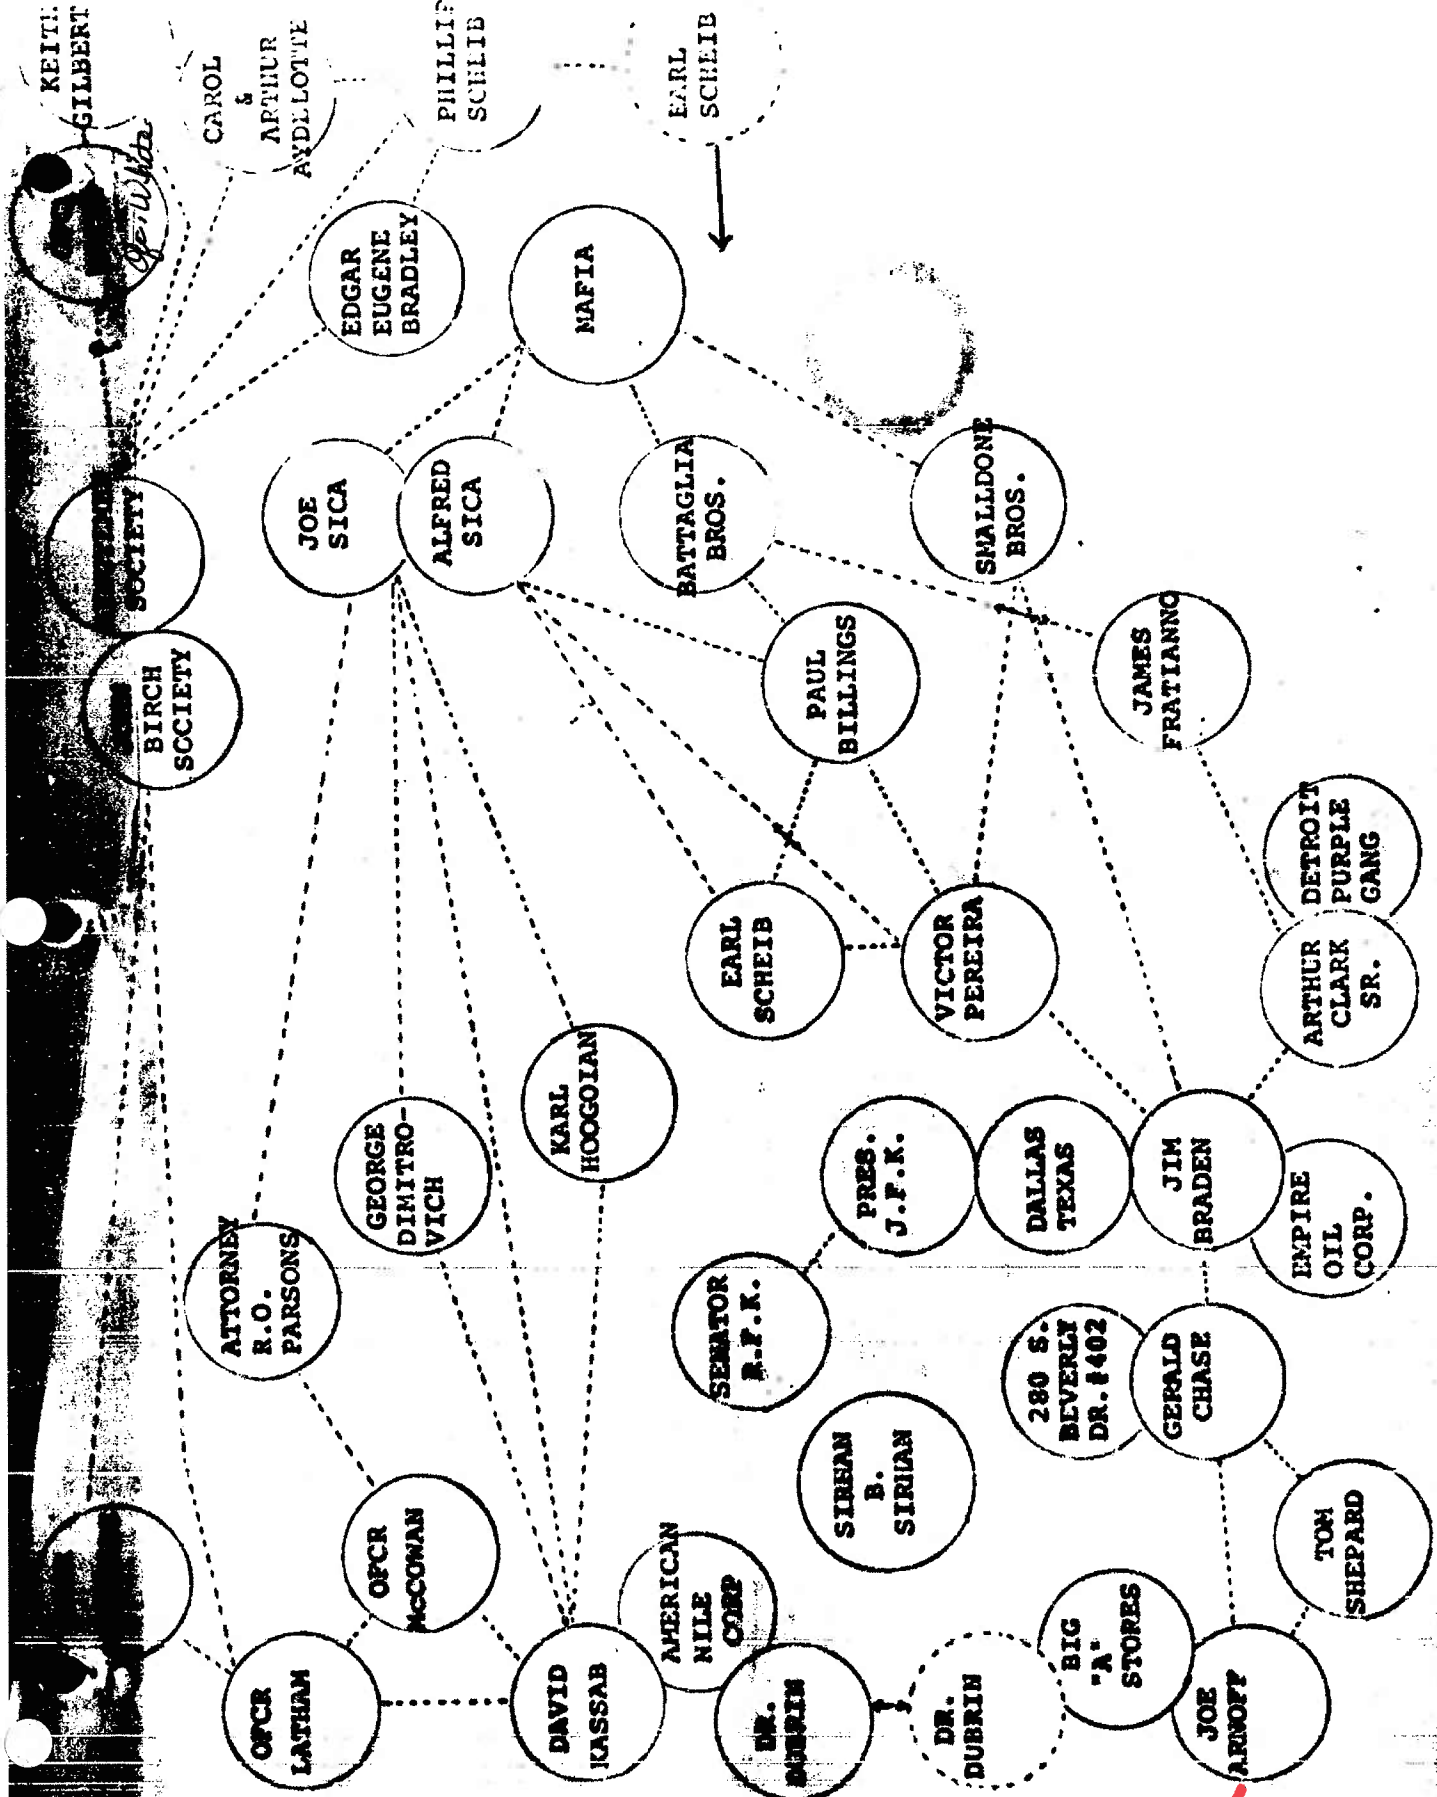 KEITH
GILBERT
CAROL
&
ARTHUR
AYDELOTTE
PHILLIP
SCHEIB
EARL
SCHEIB
EDGAR
EUGENE
BRADLEY
MAFIA
SOCIETY
BIRCH
SOCIETY
JOE
SICA
ALFRED
SICA
BATTAGLIA
BROS.
SMALLDONE
BROS.
PAUL
BILLINGS
JAMES
FRATIANNO
EARL
SCHEIB
VICTOR
PEREIRA
DETROIT
PURPLE
GANG
ARTHUR
CLARK
SR.
ATTORNEY
R.O.
PARSONS
GEORGE
DIMITRO-
VICH
KARL
HOOGOIAN
PRES.
J.F.K.
DALLAS
TEXAS
JIM
BRADEN
EMPIRE
OIL
CORP.
SENATOR
R.F.K.
280 S.
BEVERLY
DR.#402
GERALD
CHASE
SIRHAN
B.
SIRHAN
OFCR
McCOWAN
AMERICAN
NILE
CORP
TOM
SHEPARD
BIG
"A"
STORES
OFCR
LATHAM
DAVID
KASSAB
DR.
DUBRIN
DR.
DUBRIN
JOE
ARNOFF